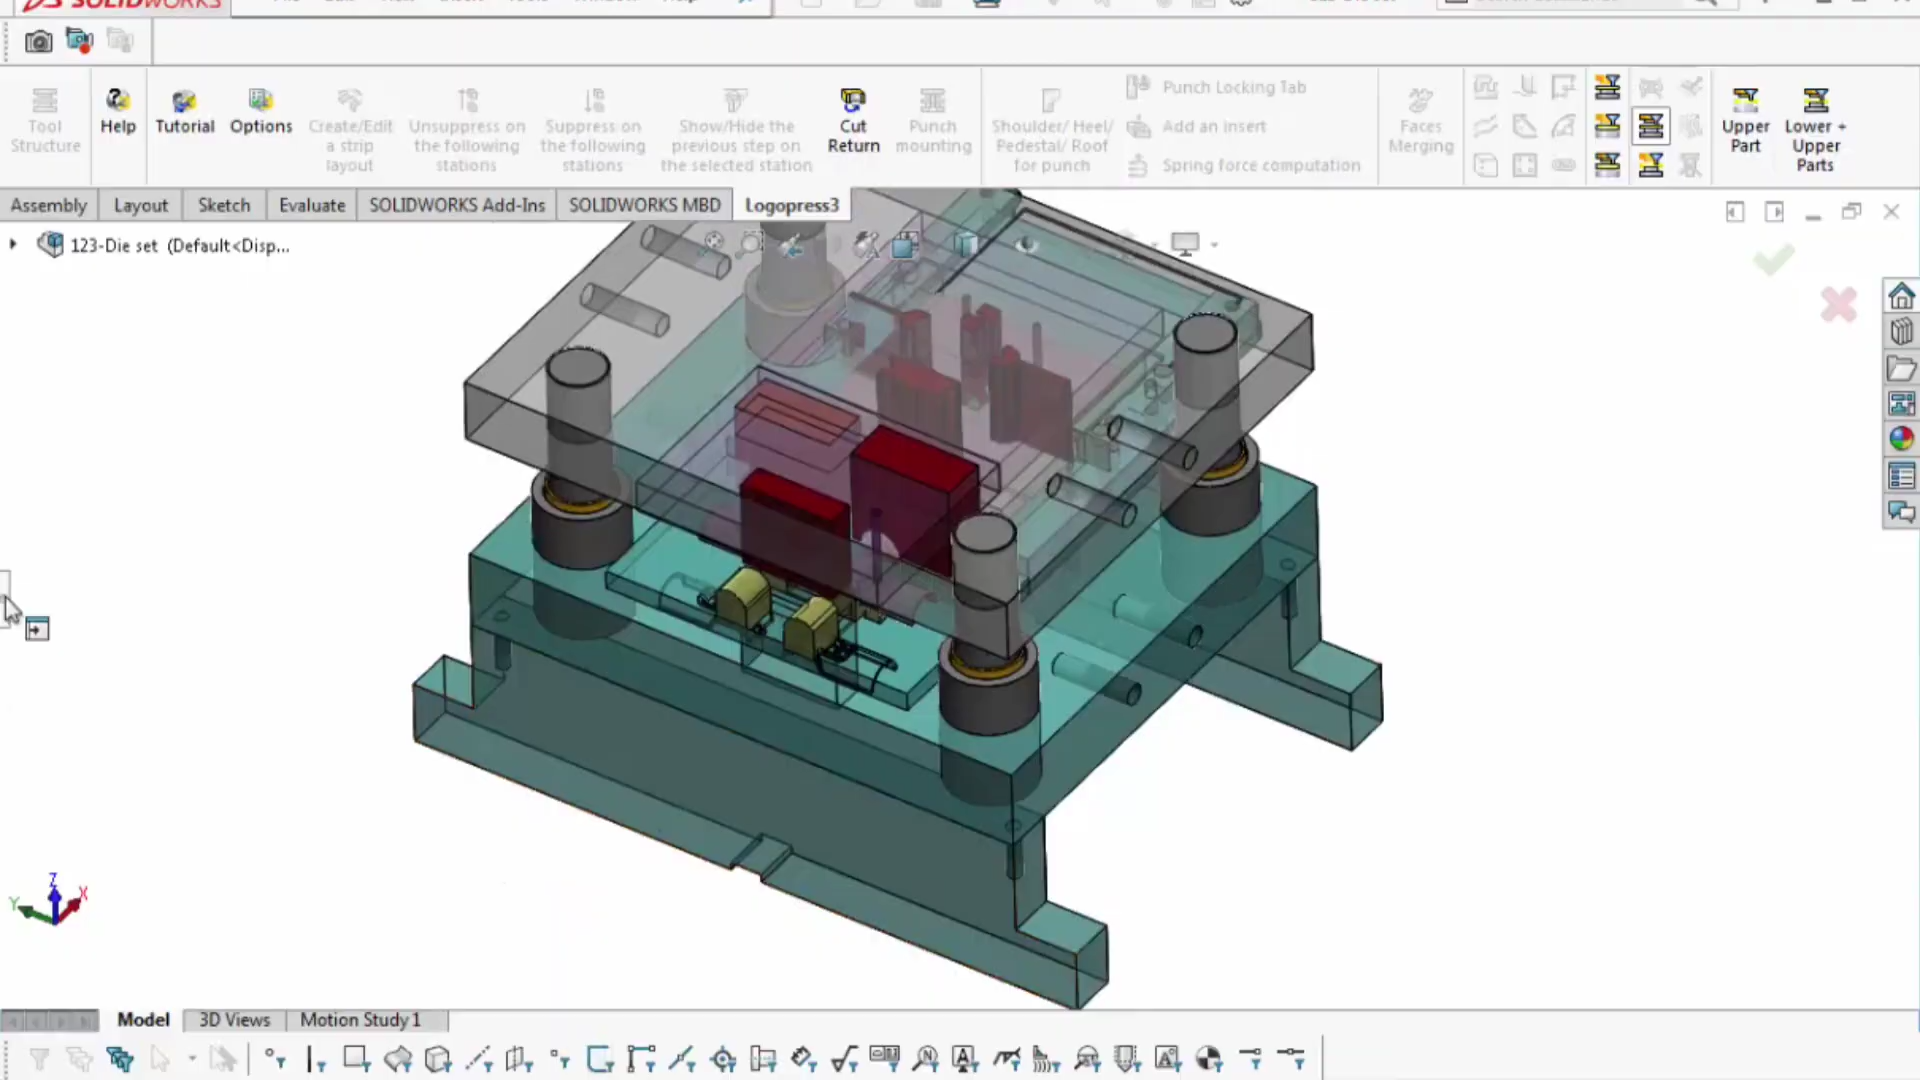 SOLIDWORKS
Tool Structure
Help
Tutorial
Options
Create/Edit a strip layout
Unsuppress on the following stations
Suppress on the following stations
Show/Hide the previous step on the selected station
Cut Return
Punch mounting
Shoulder/ Heel/ Pedestal/ Roof for punch
Punch Locking Tab
Add an insert
Spring force computation
Faces Merging
Upper Part
Lower + Upper Parts
Assembly
Layout
Sketch
Evaluate
SOLIDWORKS Add-Ins
SOLIDWORKS MBD
Logopress3
123-Die set (Default<Disp...
Z
Y
X
Model
3D Views
Motion Study 1